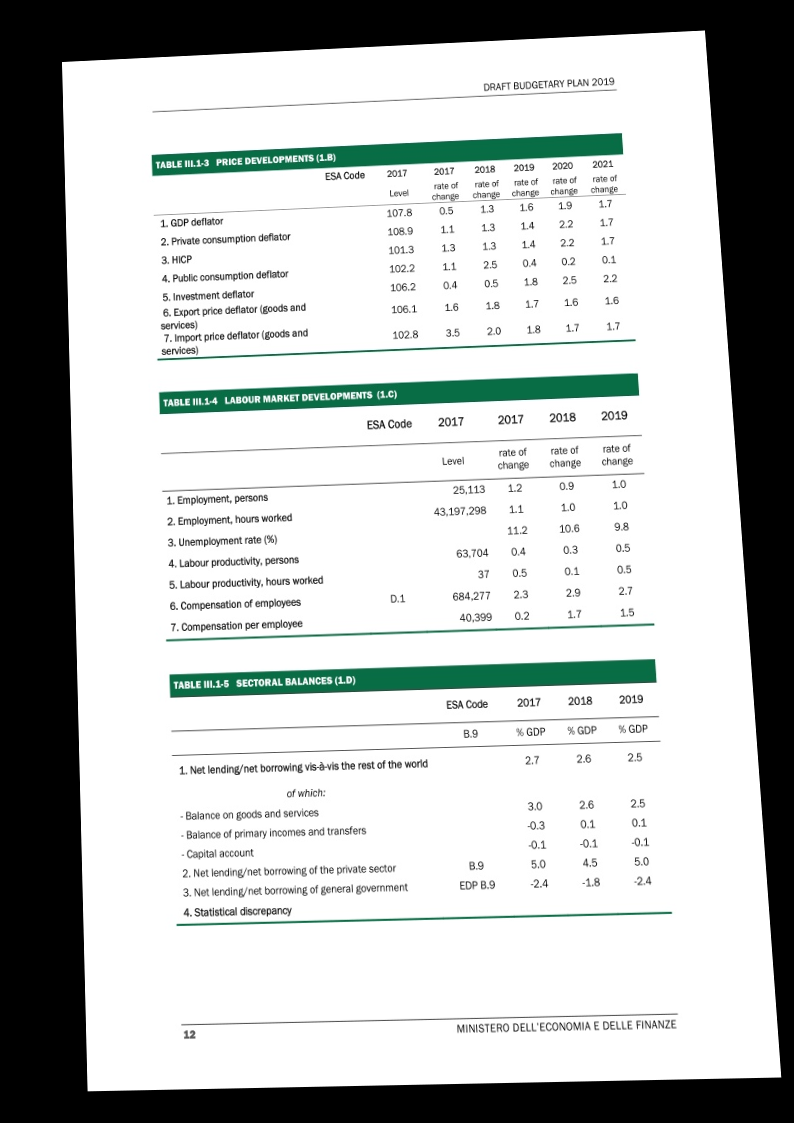 DRAFT BUDGETARY PLAN 2019
TABLE III.1-3 PRICE DEVELOPMENTS (1.B)
ESA Code 2017 2017 2018 2019 2020 2021
Level rate of change rate of change rate of change rate of change rate of change
1. GDP deflator 107.8 0.5 1.3 1.6 1.9 1.7
2. Private consumption deflator 108.9 1.1 1.3 1.4 2.2 1.7
3. HICP 101.3 1.3 1.3 1.4 2.2 1.7
4. Public consumption deflator 102.2 1.1 2.5 0.4 0.2 0.1
5. Investment deflator 106.2 0.4 0.5 1.8 2.5 2.2
6. Export price deflator (goods and
services) 106.1 1.6 1.8 1.7 1.6 1.6
7. Import price deflator (goods and
services) 102.8 3.5 2.0 1.8 1.7 1.7
TABLE III.1-4 LABOUR MARKET DEVELOPMENTS (1.C)
ESA Code 2017 2017 2018 2019
Level rate of change rate of change rate of change
1. Employment, persons 25,113 1.2 0.9 1.0
2. Employment, hours worked 43,197,298 1.1 1.0 1.0
3. Unemployment rate (%) 11.2 10.6 9.8
4. Labour productivity, persons 63,704 0.4 0.3 0.5
5. Labour productivity, hours worked 37 0.5 0.1 0.5
6. Compensation of employees D.1 684,277 2.3 2.9 2.7
7. Compensation per employee 40,399 0.2 1.7 1.5
TABLE III.1-5 SECTORAL BALANCES (1.D)
ESA Code 2017 2018 2019
B.9 % GDP % GDP % GDP
1. Net lending/net borrowing vis-à-vis the rest of the world 2.7 2.6 2.5
of which:
- Balance on goods and services 3.0 2.6 2.5
- Balance of primary incomes and transfers -0.3 0.1 0.1
- Capital account -0.1 -0.1 -0.1
2. Net lending/net borrowing of the private sector B.9 5.0 4.5 5.0
3. Net lending/net borrowing of general government EDP B.9 -2.4 -1.8 -2.4
4. Statistical discrepancy
12 MINISTERO DELL'ECONOMIA E DELLE FINANZE